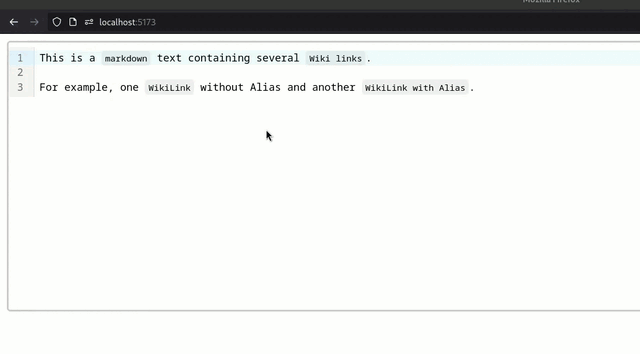 Mozilla Firefox
localhost:5173
1 This is a markdown text containing several Wiki links.
2
3 For example, one WikiLink without Alias and another WikiLink with Alias.